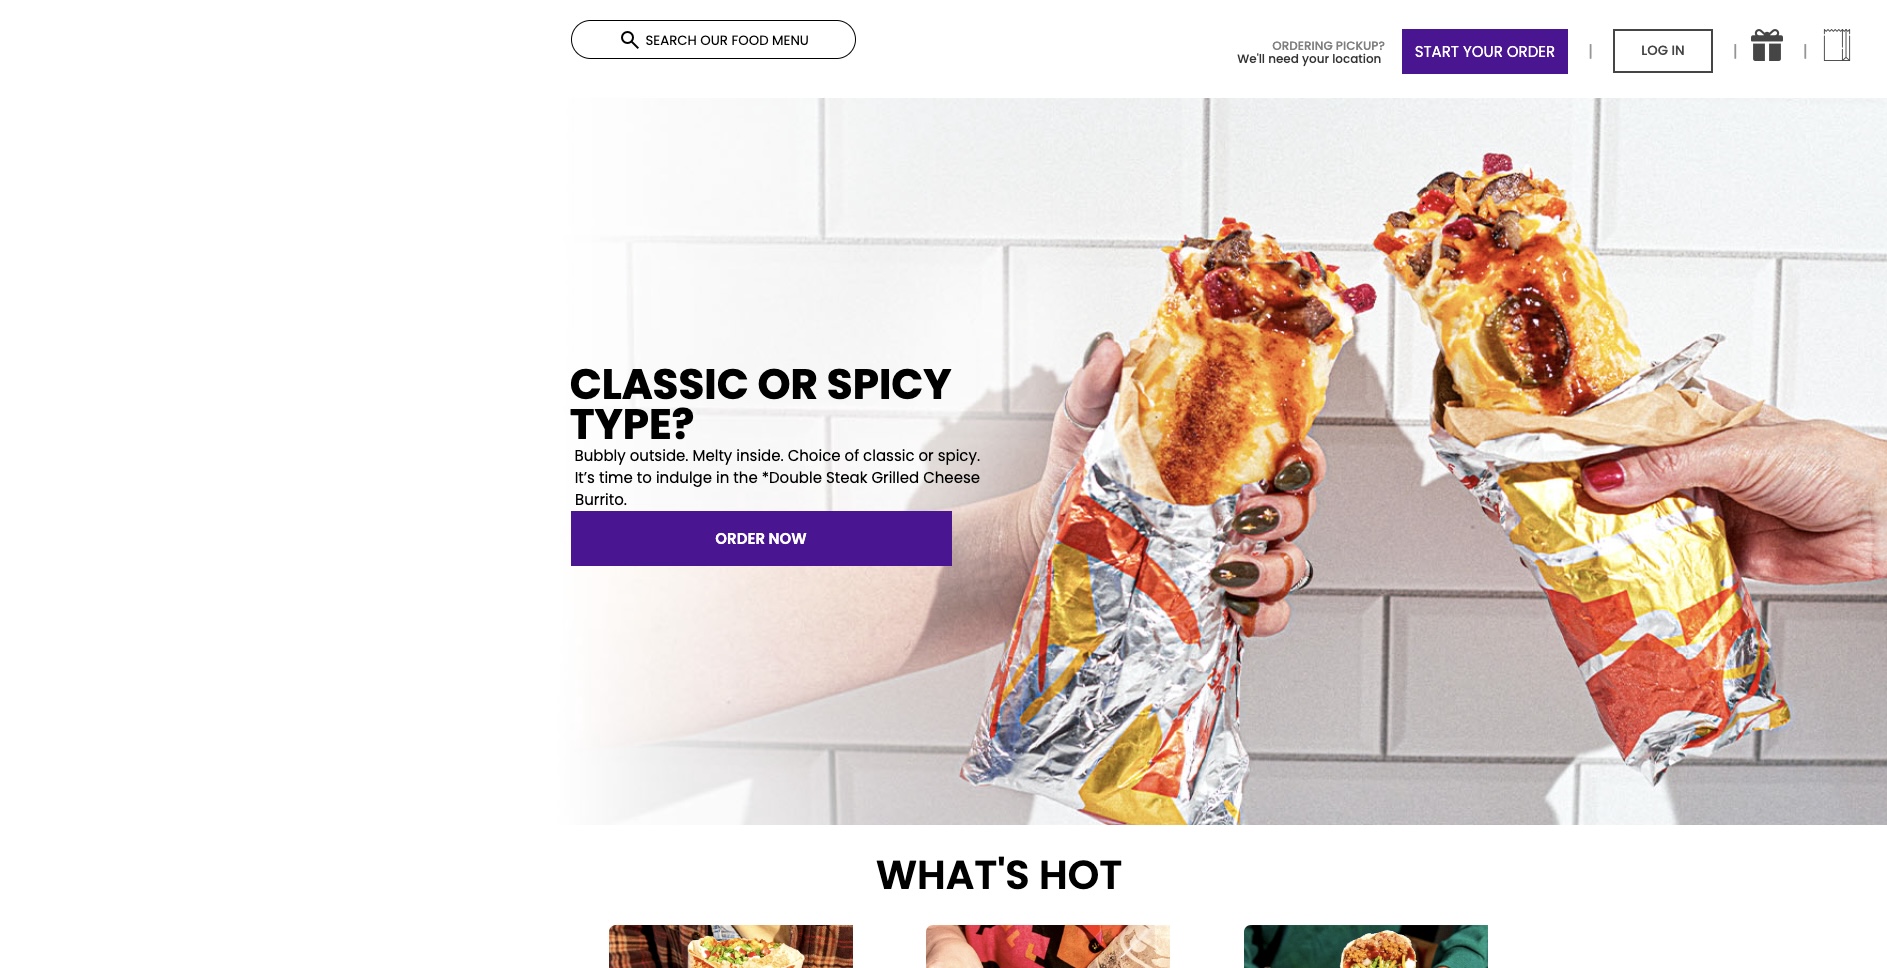 SEARCH OUR FOOD MENU
ORDERING PICKUP?
We'll need your location
START YOUR ORDER
|
LOG IN
|
|
CLASSIC OR SPICY
TYPE?
Bubbly outside. Melty inside. Choice of classic or spicy.
It’s time to indulge in the *Double Steak Grilled Cheese
Burrito.
ORDER NOW
WHAT'S HOT